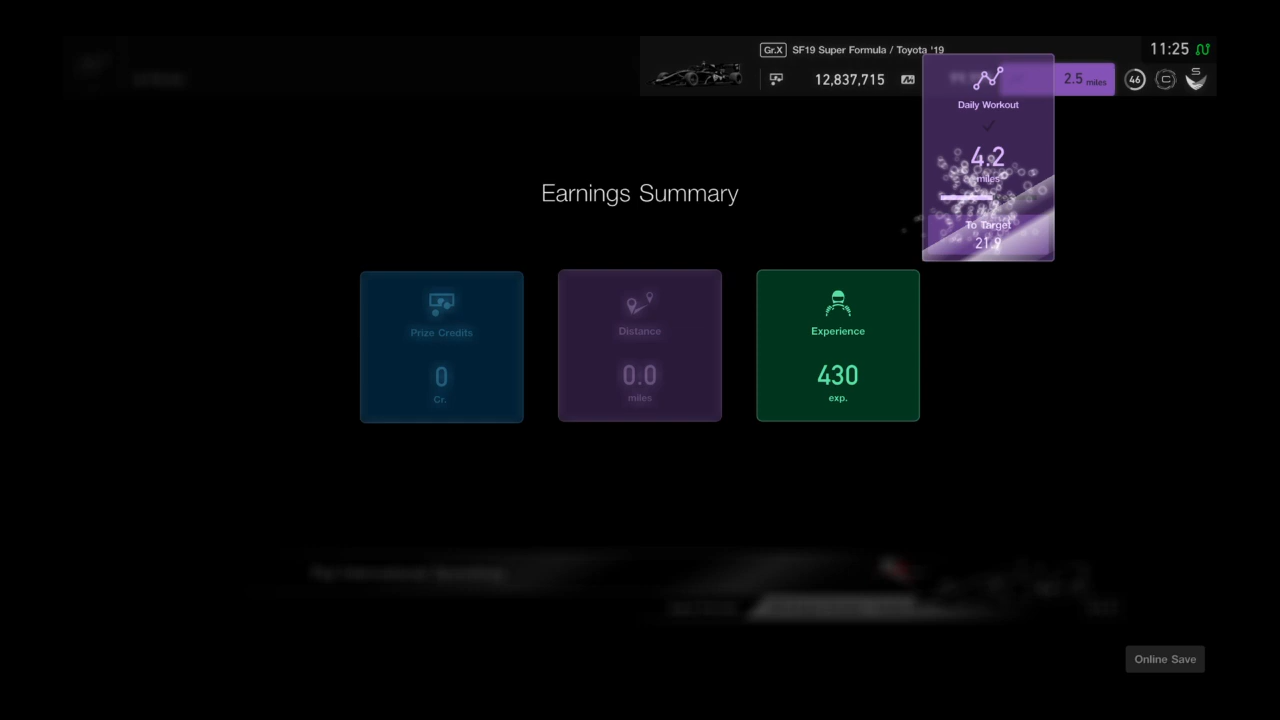 Gr.X SF19 Super Formula / Toyota '19
11:25
12,837,715
2.5 miles
46
Daily Workout
4.2
miles
To Target
21.9
Earnings Summary
Prize Credits
0
Cr.
Distance
0.0
miles
Experience
430
exp.
Online Save